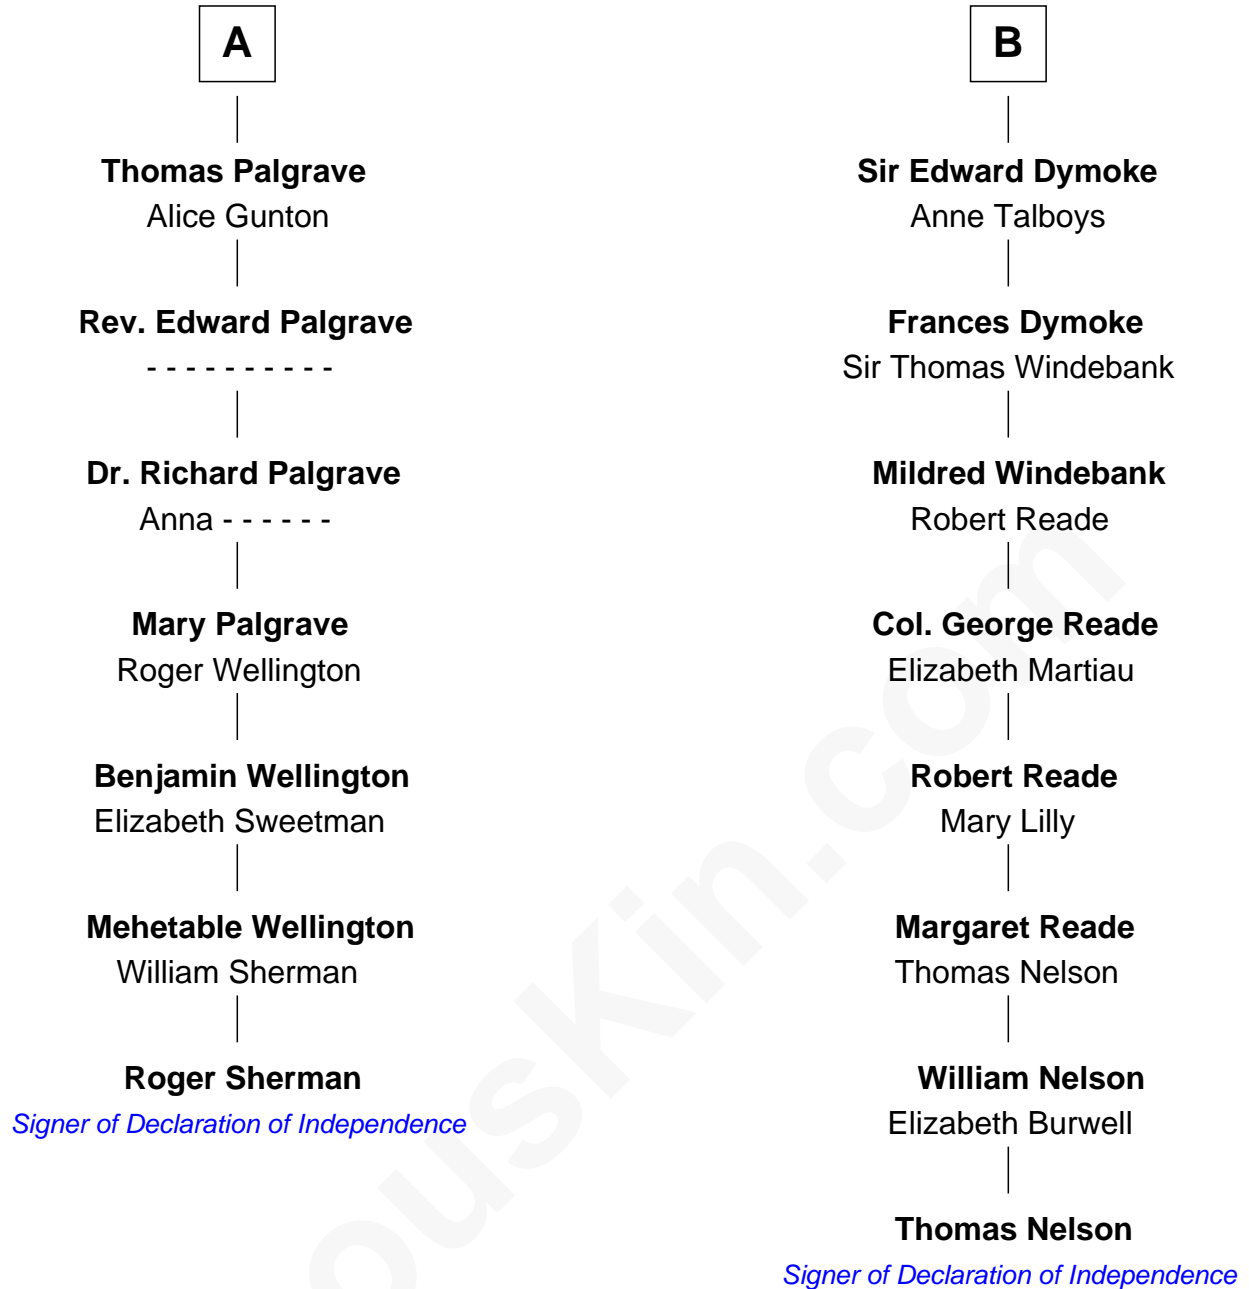 A
Thomas Palgrave
Alice Gunton
Rev. Edward Palgrave
- - - - - - - - - -
Dr. Richard Palgrave
Anna - - - - - -
Mary Palgrave
Roger Wellington
Benjamin Wellington
Elizabeth Sweetman
Mehetable Wellington
William Sherman
Roger Sherman
Signer of Declaration of Independence
B
Sir Edward Dymoke
Anne Talboys
Frances Dymoke
Sir Thomas Windebank
Mildred Windebank
Robert Reade
Col. George Reade
Elizabeth Martiau
Robert Reade
Mary Lilly
Margaret Reade
Thomas Nelson
William Nelson
Elizabeth Burwell
Thomas Nelson
Signer of Declaration of Independence
ousKin.com